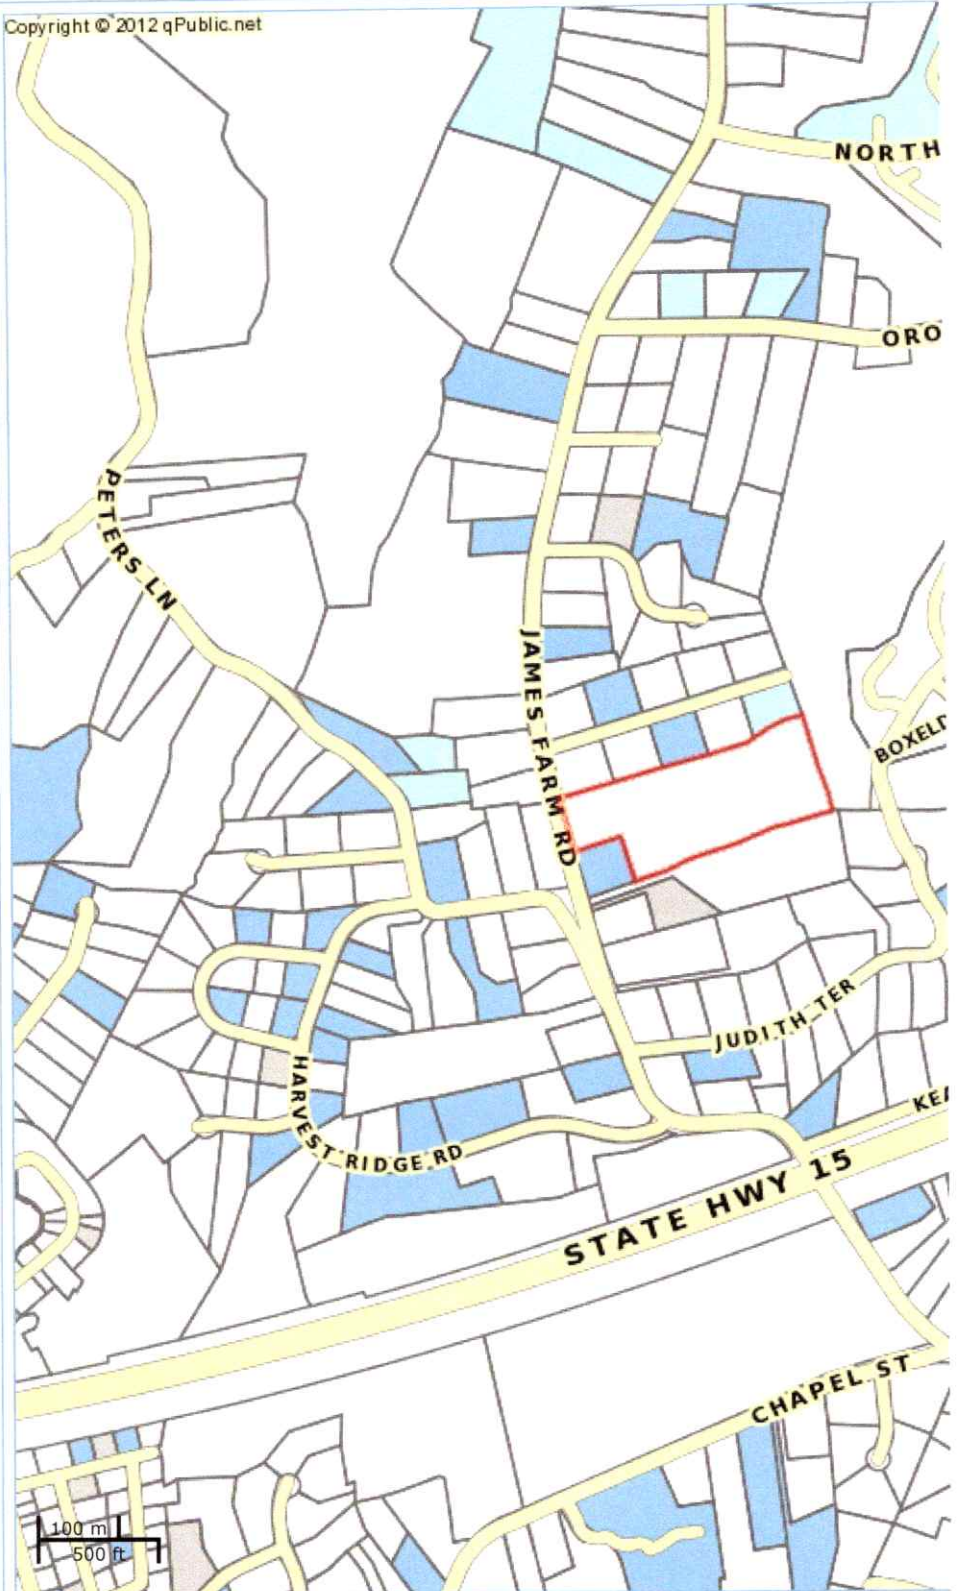 Copyright © 2012 qPublic.net
NORTH
ORO
PETERS LN
JAMES FARM RD
BOXELD
JUDITH TER
HARVEST RIDGE RD
KEA
STATE HWY 15
CHAPEL ST
100 m
500 ft